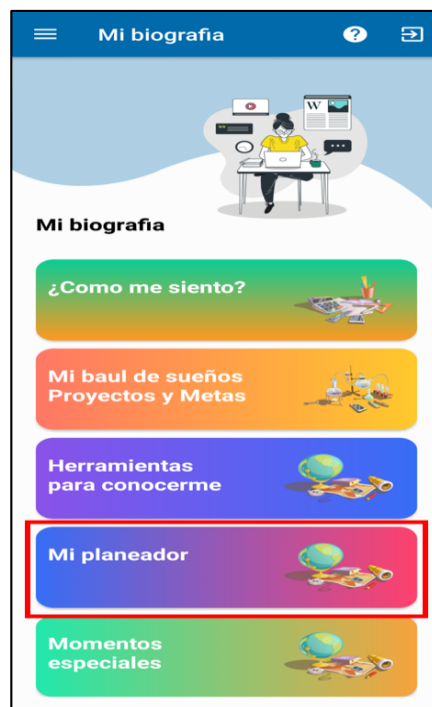 Mi biografia
?
W
Mi biografia
¿Como me siento?
Mi baul de sueños
Proyectos y Metas
Herramientas
para conocerme
Mi planeador
Momentos
especiales